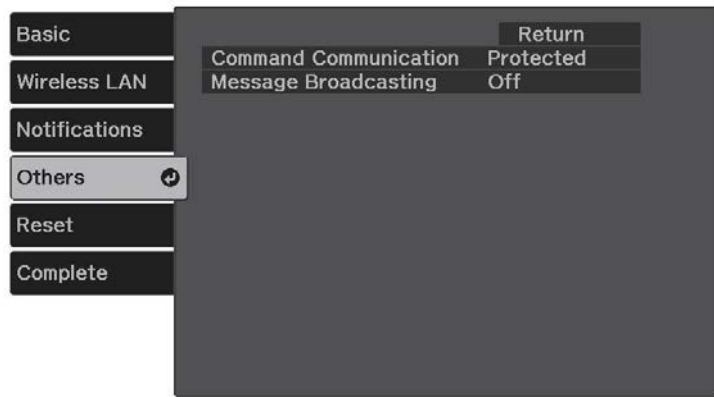 Basic
Wireless LAN
Notifications
Others
Reset
Complete
Return
Command Communication Protected
Message Broadcasting Off